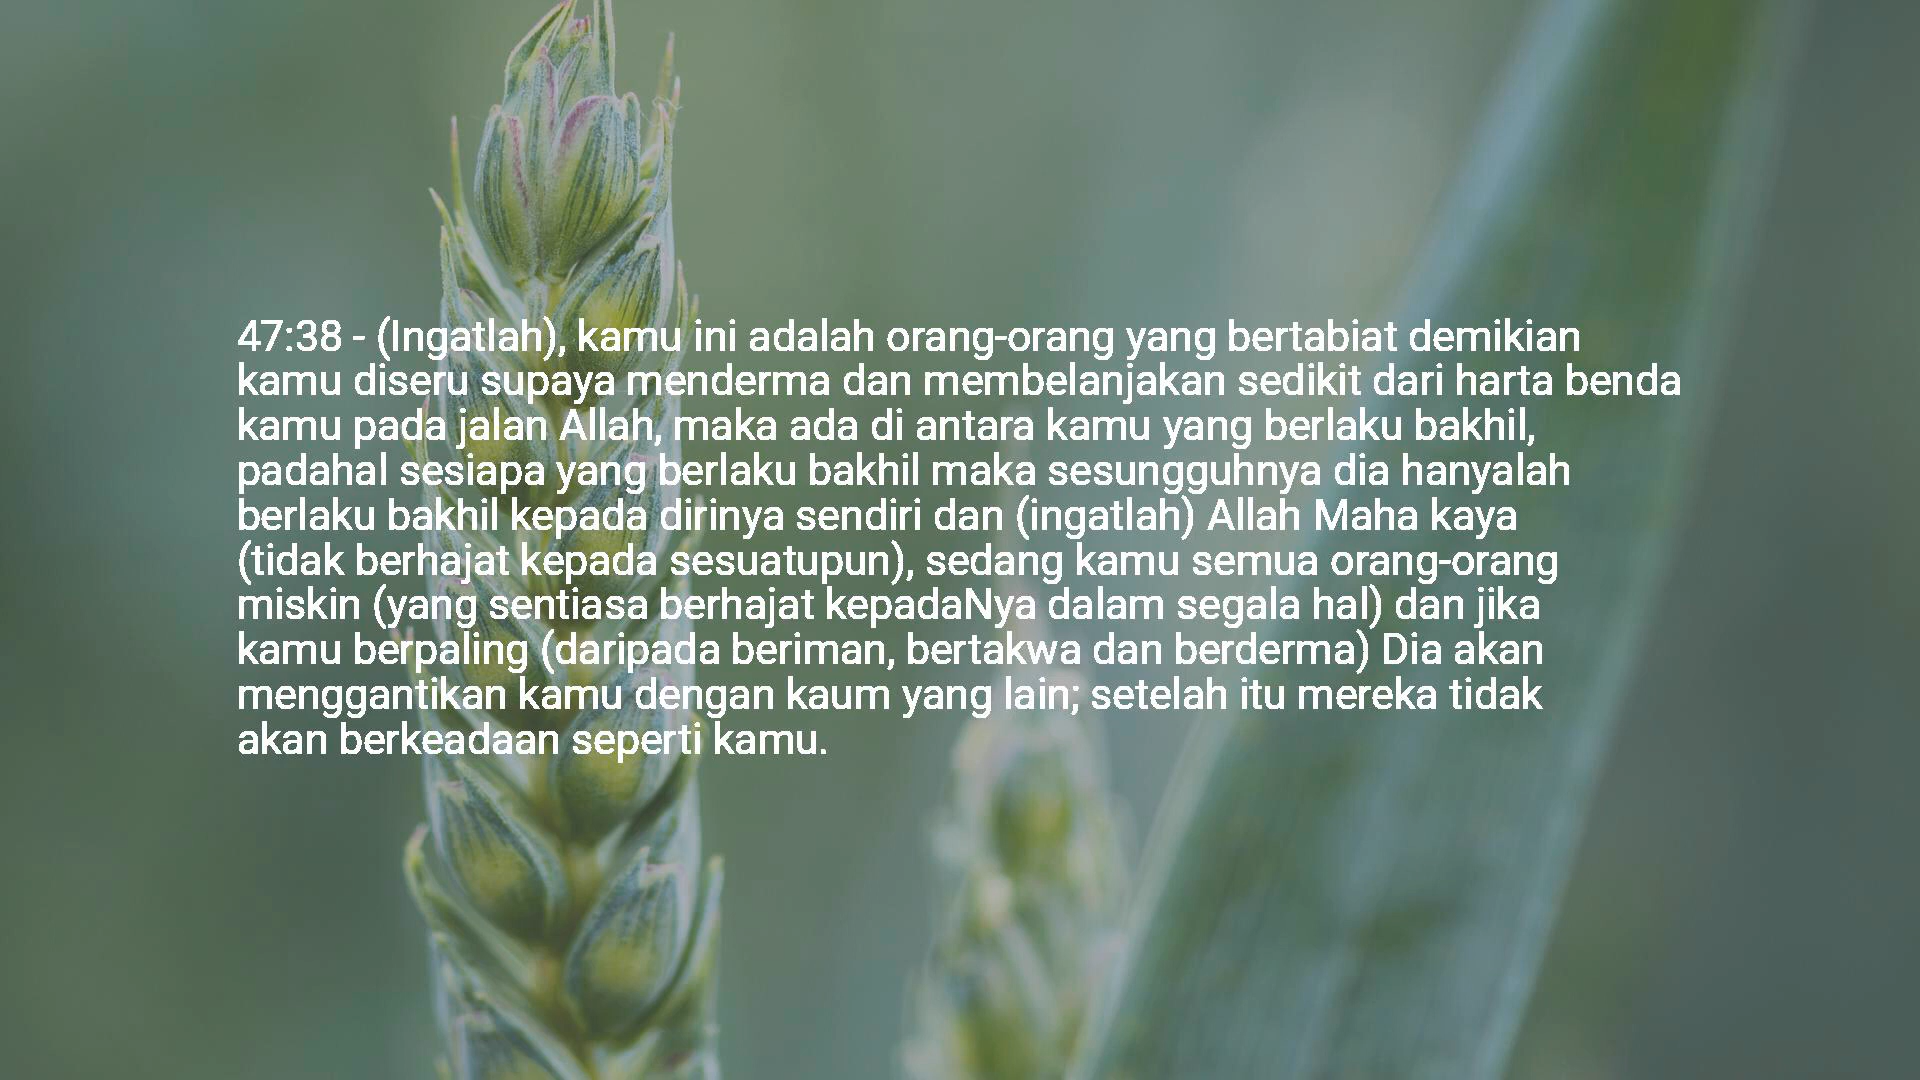 47:38 - (Ingatlah), kamu ini adalah orang-orang yang bertabiat demikian
kamu diseru supaya menderma dan membelanjakan sedikit dari harta benda
kamu pada jalan Allah, maka ada di antara kamu yang berlaku bakhil,
padahal sesiapa yang berlaku bakhil maka sesungguhnya dia hanyalah
berlaku bakhil kepada dirinya sendiri dan (ingatlah) Allah Maha kaya
(tidak berhajat kepada sesuatupun), sedang kamu semua orang-orang
miskin (yang sentiasa berhajat kepadaNya dalam segala hal) dan jika
kamu berpaling (daripada beriman, bertakwa dan berderma) Dia akan
menggantikan kamu dengan kaum yang lain; setelah itu mereka tidak
akan berkeadaan seperti kamu.